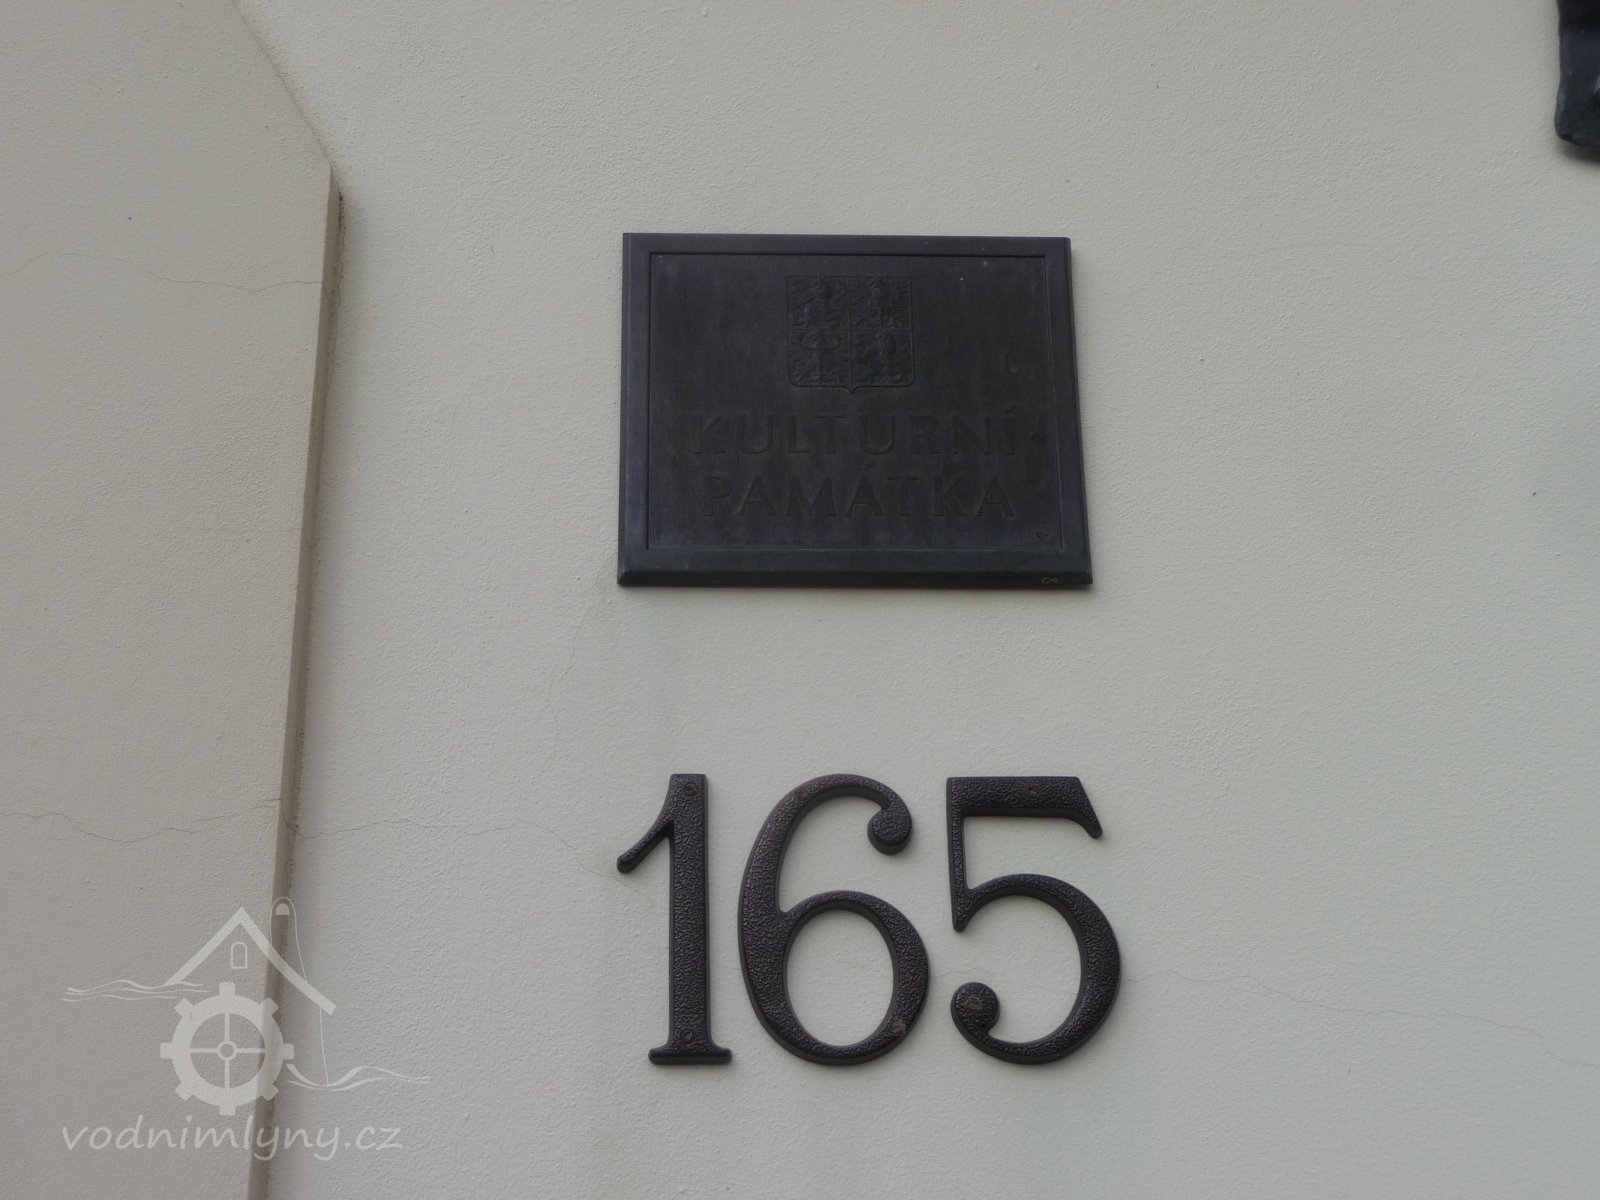 KULTURNÍ
PAMÁTKA
165
vodnimlyny.cz